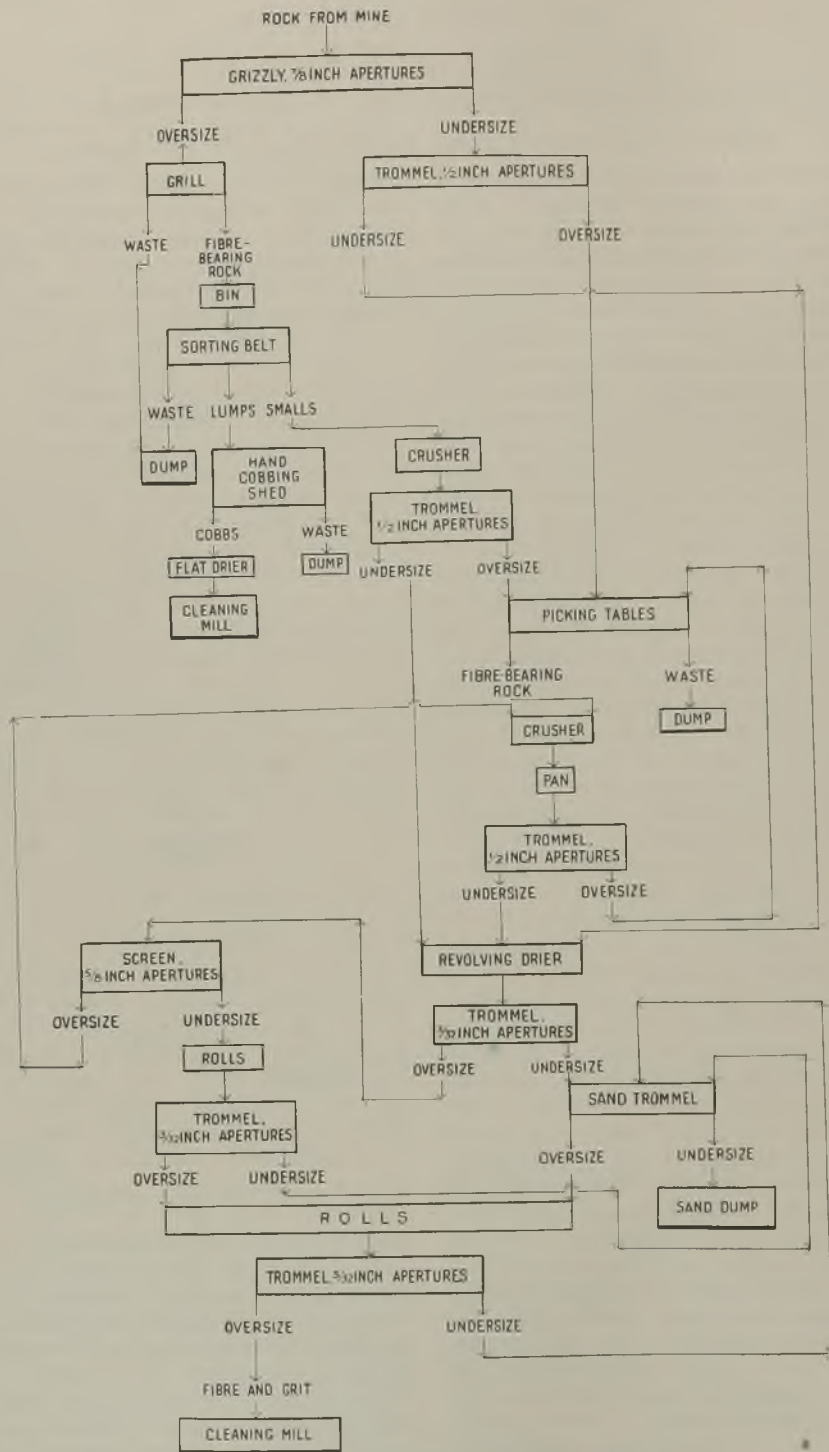 ROCK FROM MINE
GRIZZLY, 7/8 INCH APERTURES
OVERSIZE
UNDERSIZE
GRILL
TROMMEL, 1/2 INCH APERTURES
WASTE
FIBRE-
BEARING
ROCK
UNDERSIZE
OVERSIZE
BIN
SORTING BELT
WASTE LUMPS SMALLS
DUMP
HAND
COBBING
SHED
CRUSHER
TROMMEL,
1/2 INCH APERTURES
COBBS
WASTE
UNDERSIZE
OVERSIZE
FLAT DRIER
DUMP
CLEANING
MILL
PICKING TABLES
FIBRE-BEARING
ROCK
WASTE
CRUSHER
DUMP
PAN
TROMMEL,
1/2 INCH APERTURES
UNDERSIZE
OVERSIZE
SCREEN,
5/8 INCH APERTURES
REVOLVING DRIER
OVERSIZE
UNDERSIZE
TROMMEL,
INCH APERTURES
ROLLS
OVERSIZE
UNDERSIZE
SAND TROMMEL
TROMMEL,
INCH APERTURES
OVERSIZE
UNDERSIZE
OVERSIZE
UNDERSIZE
SAND DUMP
ROLLS
TROMMEL, INCH APERTURES
OVERSIZE
UNDERSIZE
FIBRE AND GRIT
CLEANING MILL